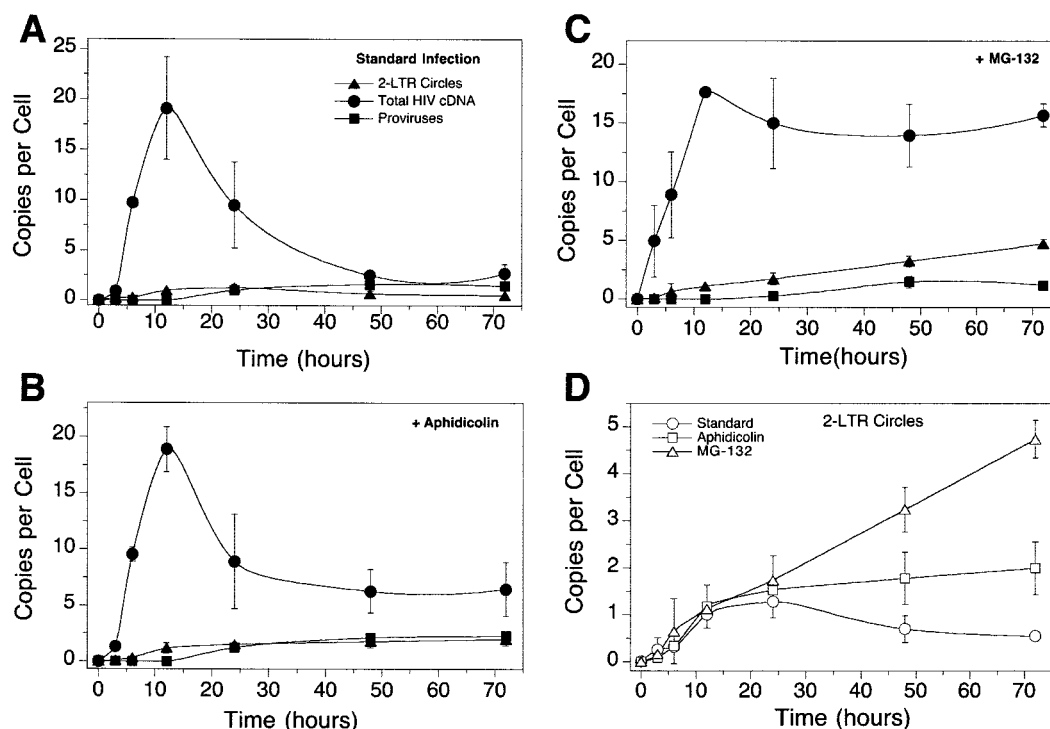 A
Standard Infection
2-LTR Circles
Total HIV cDNA
Proviruses
Copies per Cell
25
20
15
10
5
0
0 10 20 30 40 50 60 70
Time (hours)
B
+ Aphidicolin
Copies per Cell
20
15
10
5
0
0 10 20 30 40 50 60 70
Time (hours)
C
+ MG-132
Copies per Cell
20
15
10
5
0
0 10 20 30 40 50 60 70
Time(hours)
D
2-LTR Circles
Standard
Aphidicolin
MG-132
Copies per Cell
5
4
3
2
1
0
0 10 20 30 40 50 60 70
Time (hours)